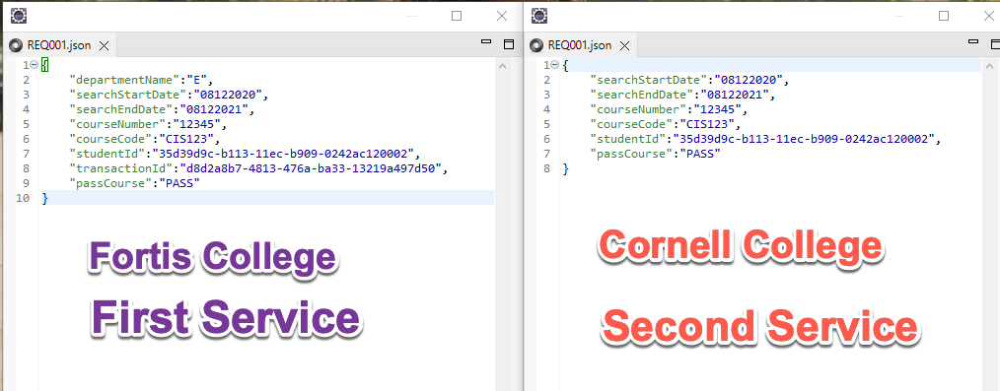 REQ001.json
1 {
2 "departmentName":"E",
3 "searchStartDate":"08122020",
4 "searchEndDate":"08122021",
5 "courseNumber":"12345",
6 "courseCode":"CIS123",
7 "studentId":"35d39d9c-b113-11ec-b909-0242ac120002",
8 "transactionId":"d8d2a8b7-4813-476a-ba33-13219a497d50",
9 "passCourse":"PASS"
10 }
Fortis College
First Service
REQ001.json
1 {
2 "searchStartDate":"08122020",
3 "searchEndDate":"08122021",
4 "courseNumber":"12345",
5 "courseCode":"CIS123",
6 "studentId":"35d39d9c-b113-11ec-b909-0242ac120002",
7 "passCourse":"PASS"
8 }
Cornell College
Second Service